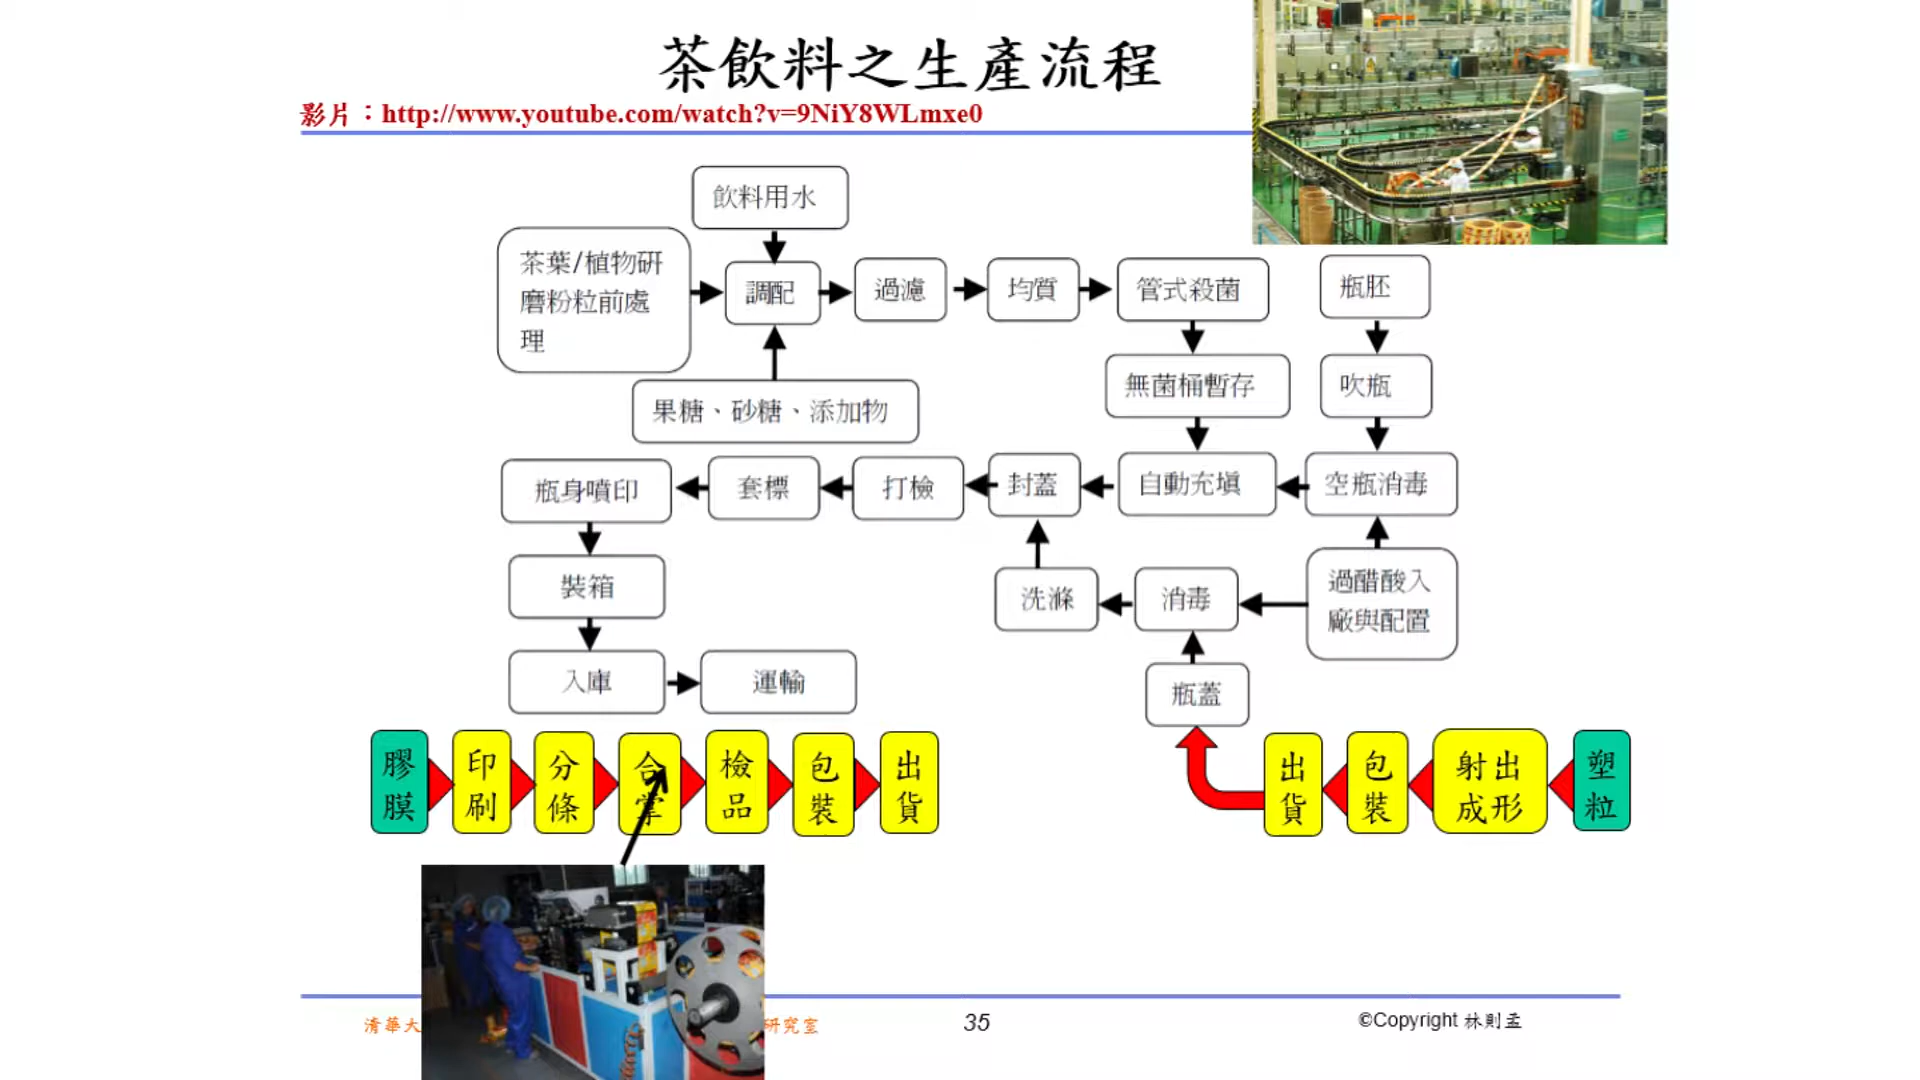 茶飲料之生產流程
影片：http://www.youtube.com/watch?v=9NiY8WLmxe0
飲料用水
茶葉/植物研
磨粉粒前處
理
調配
過濾
均質
管式殺菌
瓶胚
果糖、砂糖、添加物
無菌桶暫存
吹瓶
瓶身噴印
套標
打檢
封蓋
自動充填
空瓶消毒
裝箱
洗滌
消毒
過醋酸入
廠與配置
入庫
運輸
瓶蓋
膠膜
印刷
分條
合掌
檢品
包裝
出貨
出貨
包裝
射出
成形
塑粒
清華大
研究室
35
©Copyright 林則孟